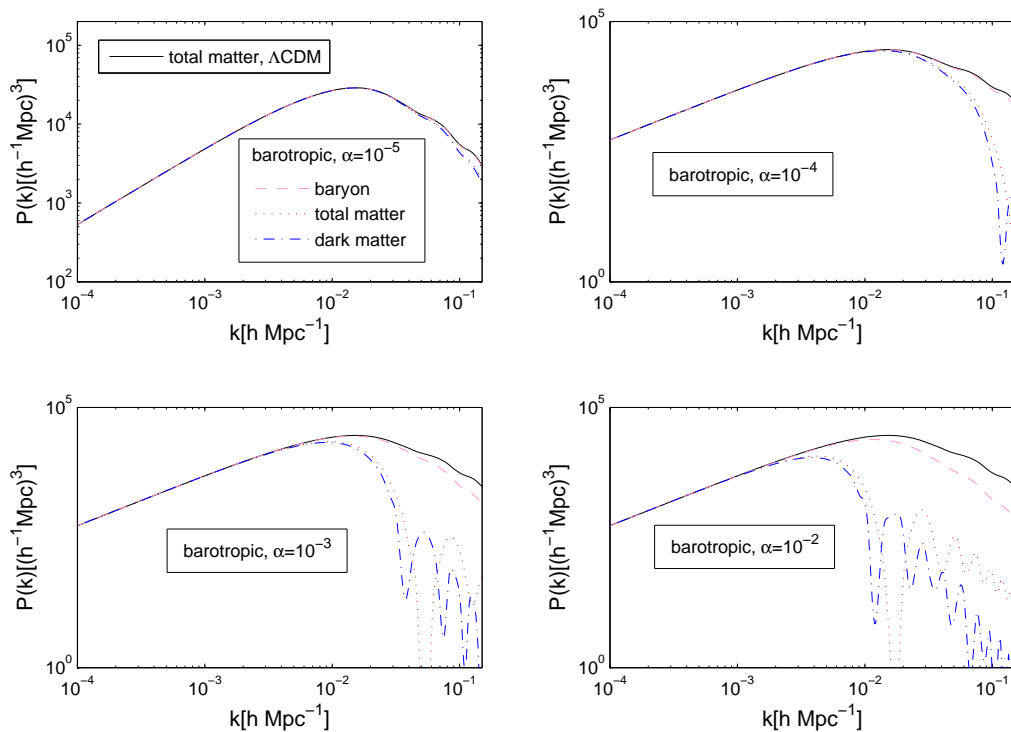 10^5
10^4
10^3
10^2
P(k)[(h^-1Mpc)^3]
total matter, ΛCDM
barotropic, α=10^-5
baryon
total matter
dark matter
10^-4
10^-3
10^-2
10^-1
k[h Mpc^-1]
10^5
10^0
P(k)[(h^-1Mpc)^3]
barotropic, α=10^-4
10^-4
10^-3
10^-2
10^-1
k[h Mpc^-1]
10^5
10^0
P(k)[(h^-1Mpc)^3]
barotropic, α=10^-3
10^-4
10^-3
10^-2
10^-1
k[h Mpc^-1]
10^5
10^0
P(k)[(h^-1Mpc)^3]
barotropic, α=10^-2
10^-4
10^-3
10^-2
10^-1
k[h Mpc^-1]